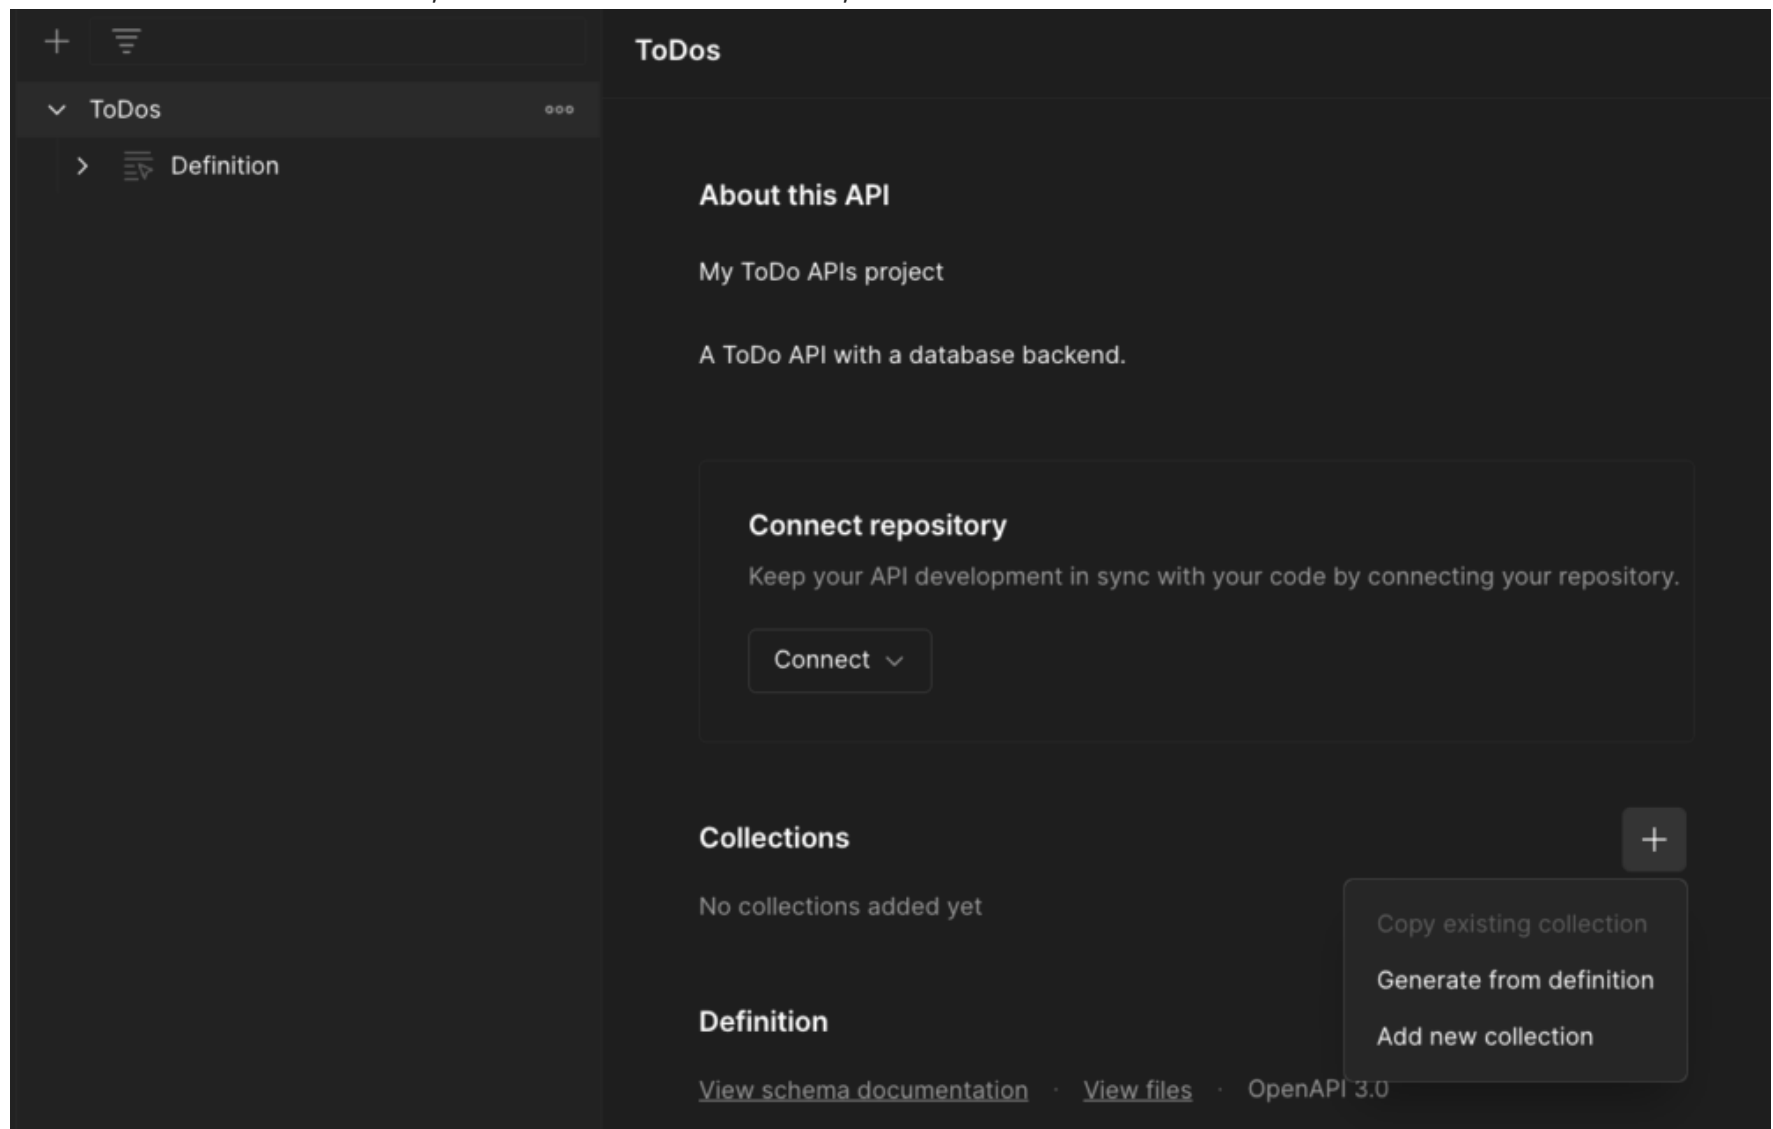 ToDos
ToDos
Definition
About this API
My ToDo APIs project
A ToDo API with a database backend.
Connect repository
Keep your API development in sync with your code by connecting your repository.
Connect
Collections
No collections added yet
Copy existing collection
Generate from definition
Add new collection
Definition
View schema documentation · View files · OpenAPI 3.0